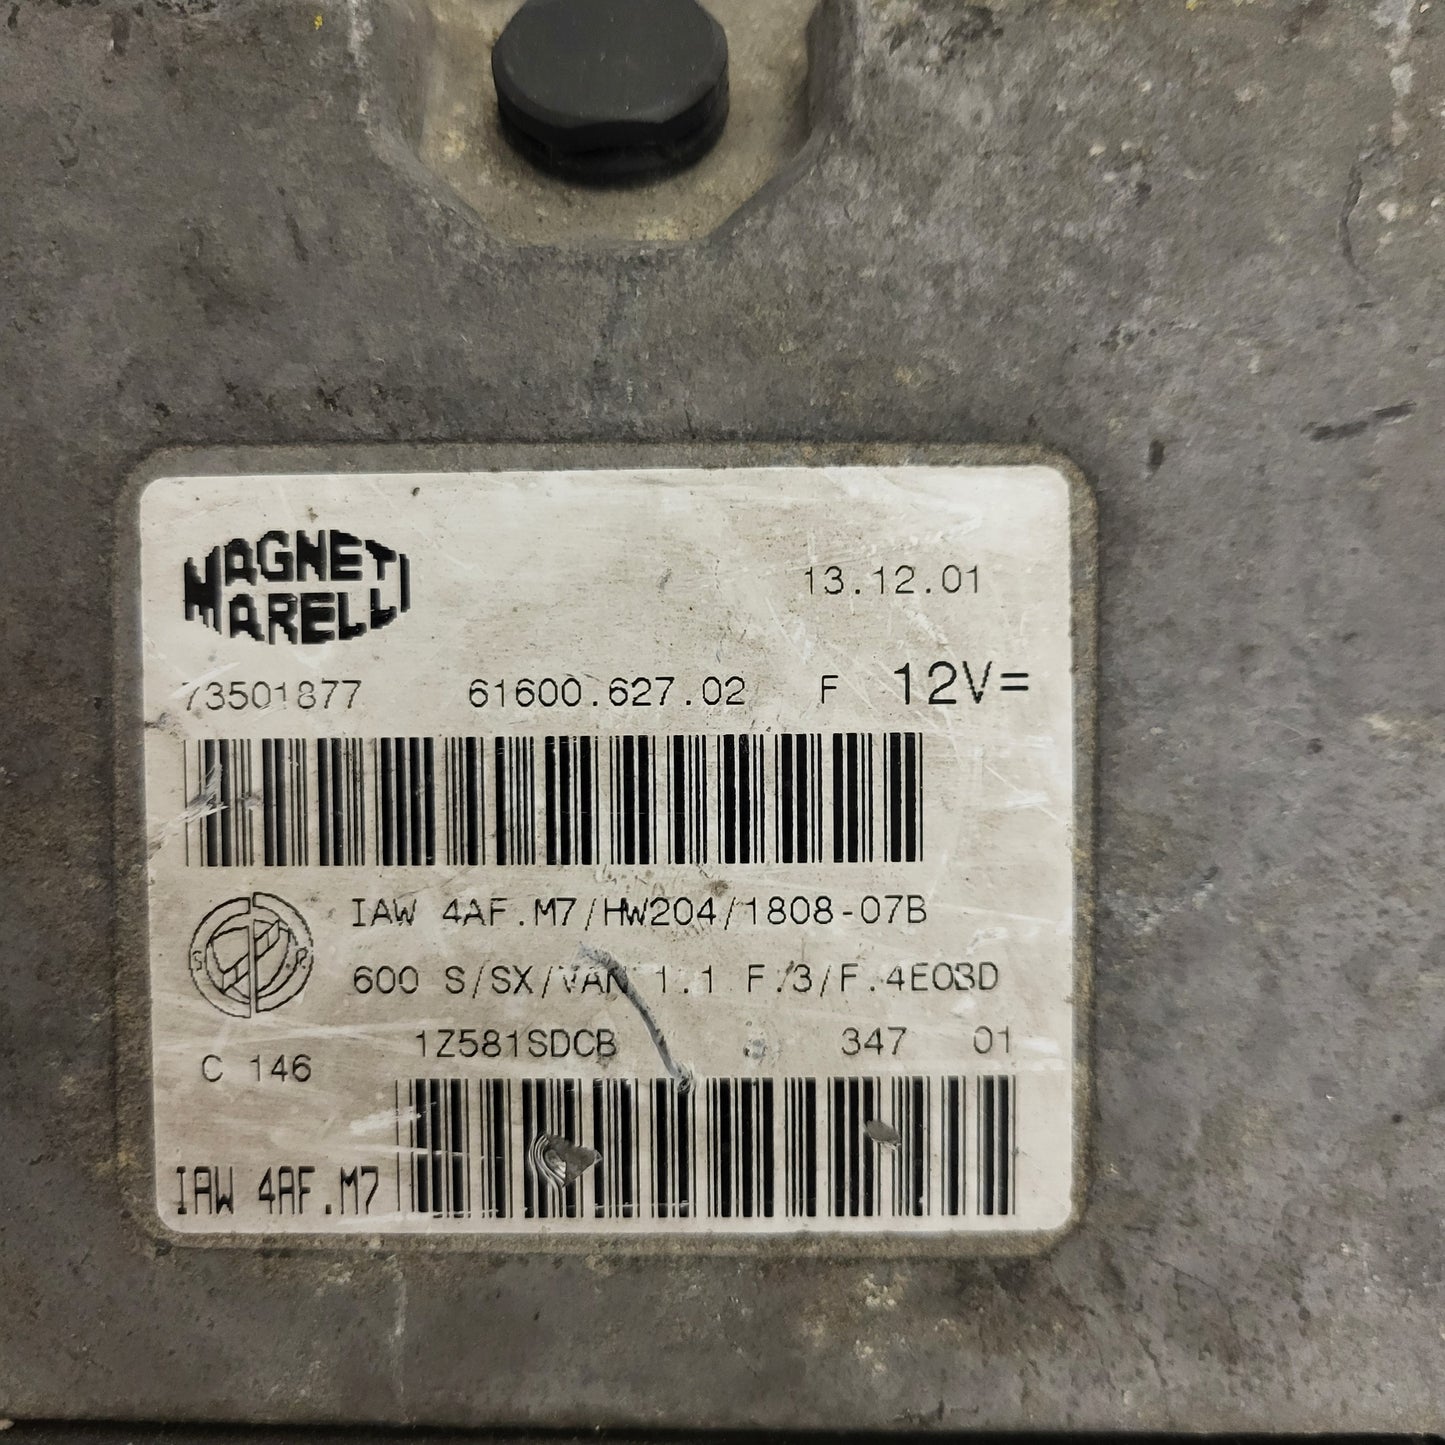 MAGNETI
MARELLI
13.12.01
73501877 61600.627.02 F 12V=
IAW 4AF.M7/HW204/1808-07B
600 S/SX/VAN 1.1 F.3/F.4E03D
1Z581SDCB 347 01
C 146
IAW 4AF.M7